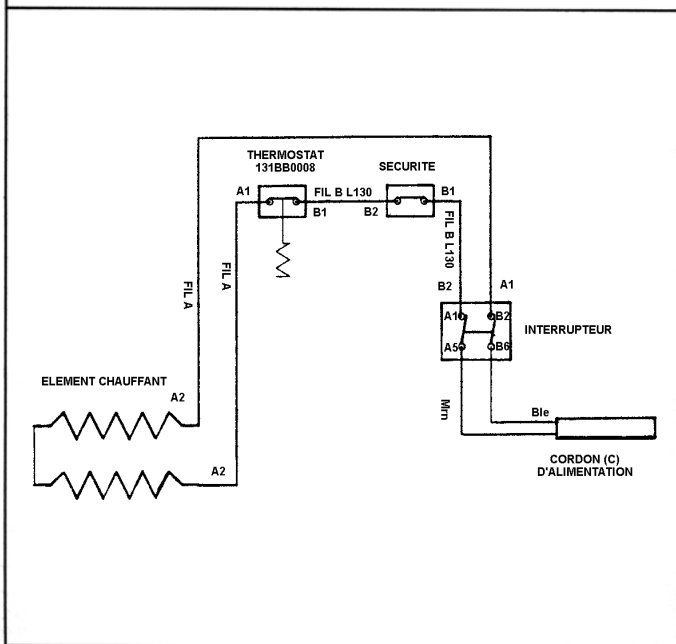 THERMOSTAT
131BB0008
SECURITE
A1
FIL B L130
B1
B1
B2
FIL B L130
FIL A
FIL A
B2
A1
A1
B2
INTERRUPTEUR
A5
B6
ELEMENT CHAUFFANT
A2
Mrn
Ble
CORDON (C)
D'ALIMENTATION
A2